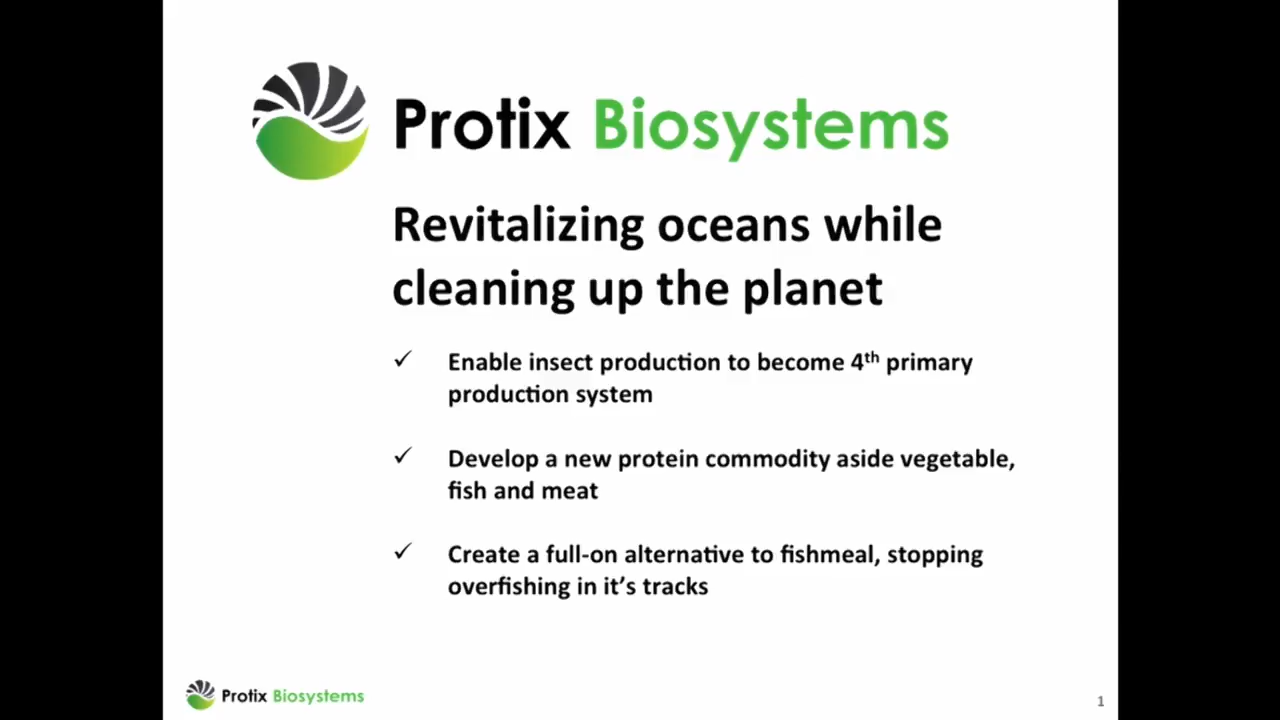 Protix Biosystems
Revitalizing oceans while
cleaning up the planet
✓ Enable insect production to become 4th primary
production system
✓ Develop a new protein commodity aside vegetable,
fish and meat
✓ Create a full-on alternative to fishmeal, stopping
overfishing in it’s tracks
Protix Biosystems
1